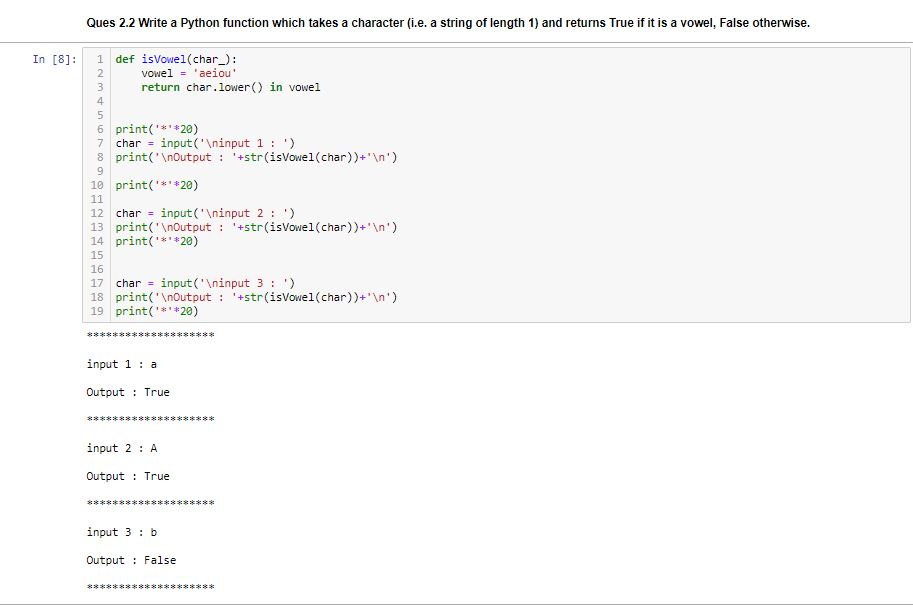 Ques 2.2 Write a Python function which takes a character (i.e. a string of length 1) and returns True if it is a vowel, False otherwise.
In [8]: 1 def isVowel(char_):
2     vowel = 'aeiou'
3     return char.lower() in vowel
4
5
6 print('*'*20)
7 char = input('\ninput 1 : ')
8 print('\nOutput : '+str(isVowel(char))+'\n')
9
10 print('*'*20)
11
12 char = input('\ninput 2 : ')
13 print('\nOutput : '+str(isVowel(char))+'\n')
14 print('*'*20)
15
16
17 char = input('\ninput 3 : ')
18 print('\nOutput : '+str(isVowel(char))+'\n')
19 print('*'*20)
********************
input 1 : a
Output : True
********************
input 2 : A
Output : True
********************
input 3 : b
Output : False
********************